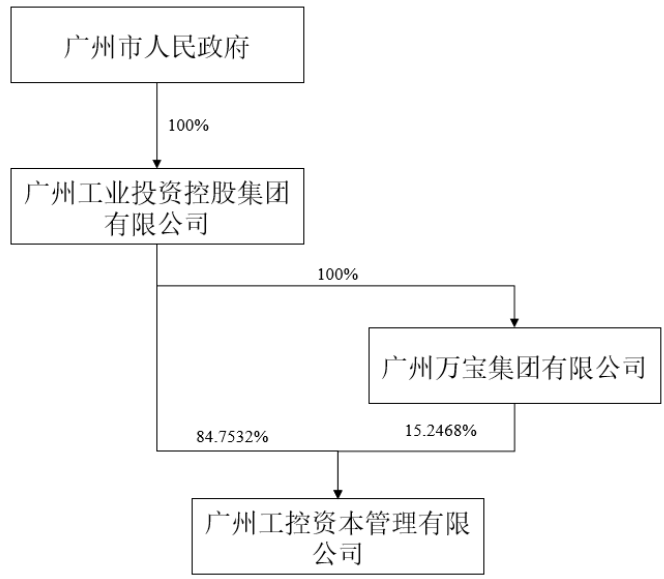 广州市人民政府
100%
广州工业投资控股集团
有限公司
100%
广州万宝集团有限公司
84.7532%
15.2468%
广州工控资本管理有限
公司